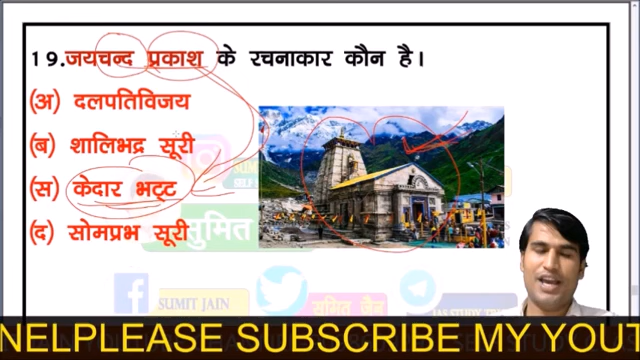 19.जयचन्द प्रकाश के रचनाकार कौन है।
(अ) दलपतिविजय
(ब) शालिभद्र सूरी
(स) केदार भट्ट
(द) सोमप्रभ सूरी
सुमित
SUMIT JAIN
सुमित जैन
NELPLEASE SUBSCRIBE MY YOUT